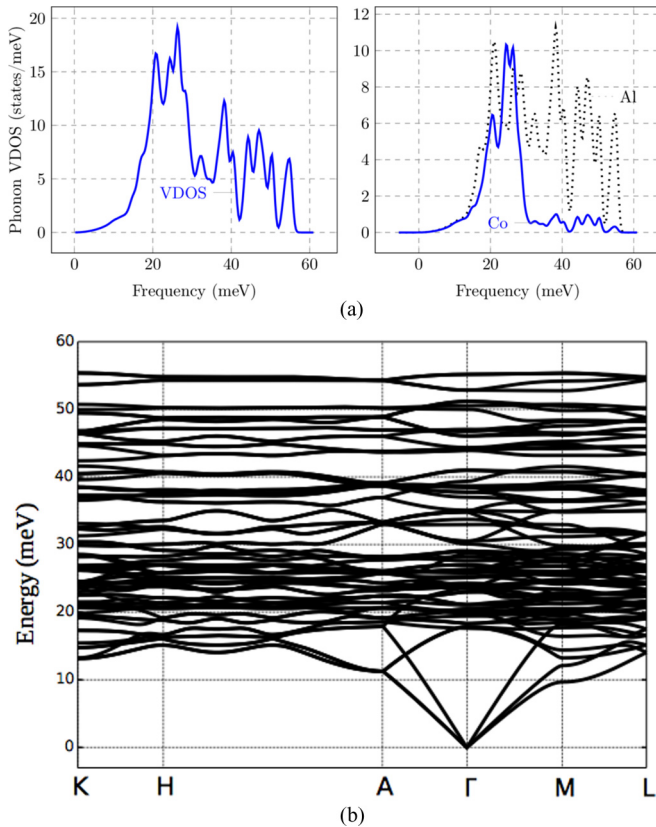 Phonon VDOS (states/meV)
20
15
10
5
0
0 20 40 60
Frequency (meV)
VDOS
12
10
8
6
4
2
0
0 20 40 60
Frequency (meV)
Al
Co
(a)
Energy (meV)
60
50
40
30
20
10
0
K H A Γ M L
(b)